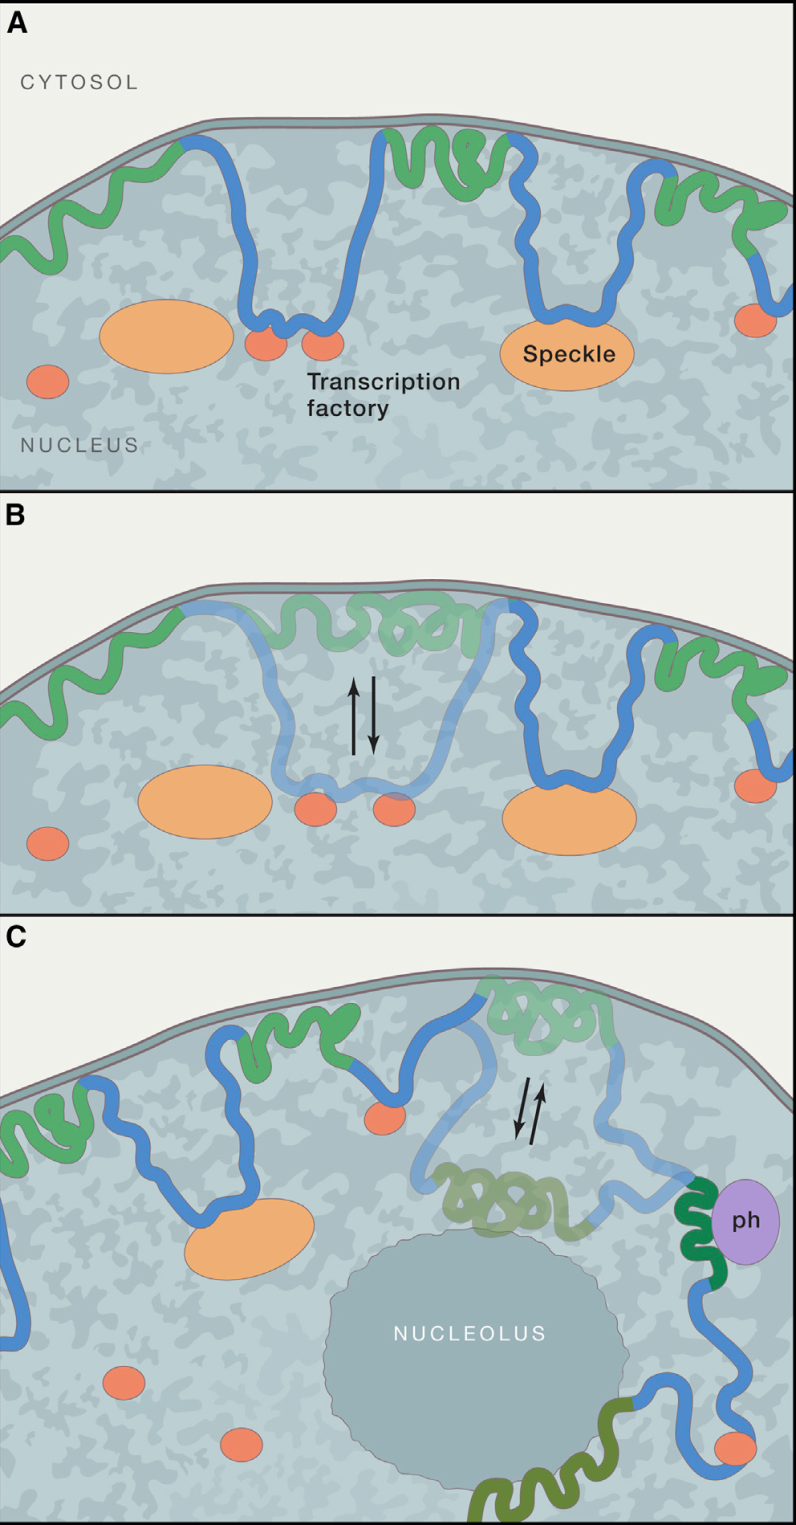 A
CYTOSOL
Speckle
Transcription
factory
NUCLEUS
B
C
ph
NUCLEOLUS